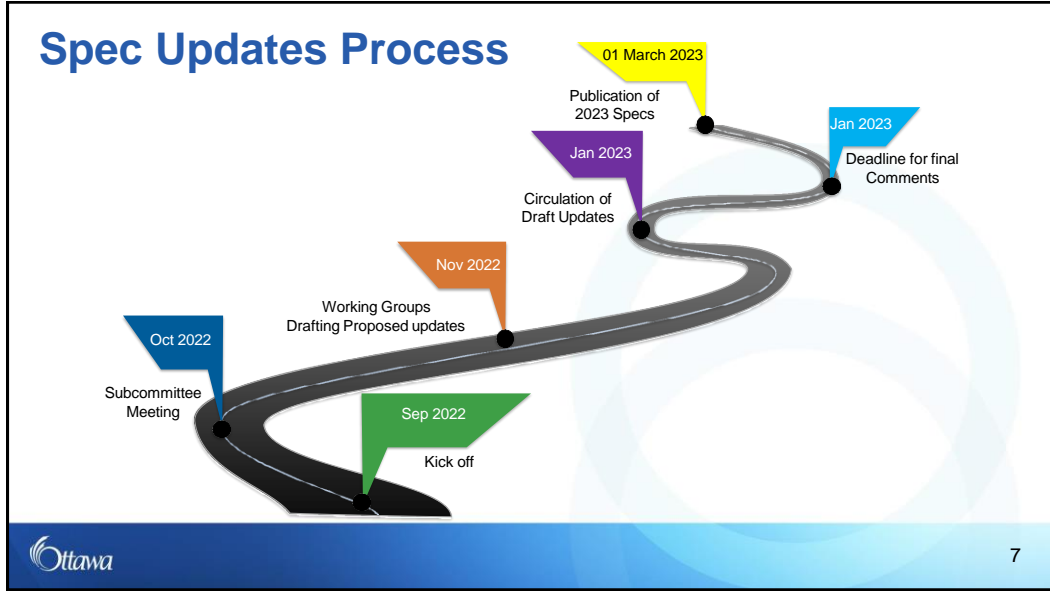 Spec Updates Process
01 March 2023
Publication of
2023 Specs
Jan 2023
Deadline for final
Comments
Jan 2023
Circulation of
Draft Updates
Nov 2022
Working Groups
Drafting Proposed updates
Oct 2022
Subcommittee
Meeting
Sep 2022
Kick off
Ottawa
7